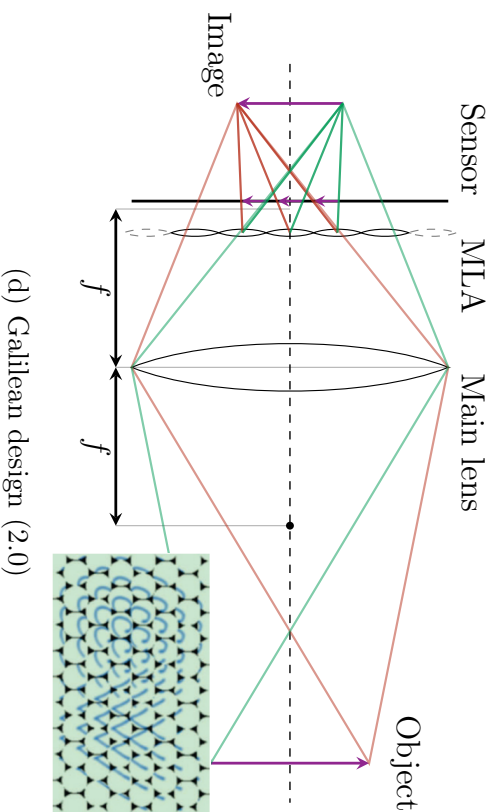 Image
Sensor
MLA
Main lens
Object
f
f
(d) Galilean design (2.0)